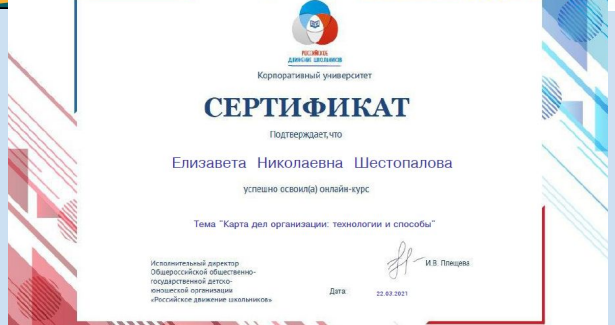 РОССИЙСКОЕ
ДВИЖЕНИЕ ШКОЛЬНИКОВ
Корпоративный университет
СЕРТИФИКАТ
Подтверждает,что
Елизавета Николаевна Шестопалова
успешно освоил(а) онлайн-курс
Тема "Карта дел организации: технологии и способы"
Исполнительный директор
Общероссийской общественно-
государственной детско-
юношеской организации
«Российское движение школьников»
И.В. Плещева
Дата:
22.03.2021